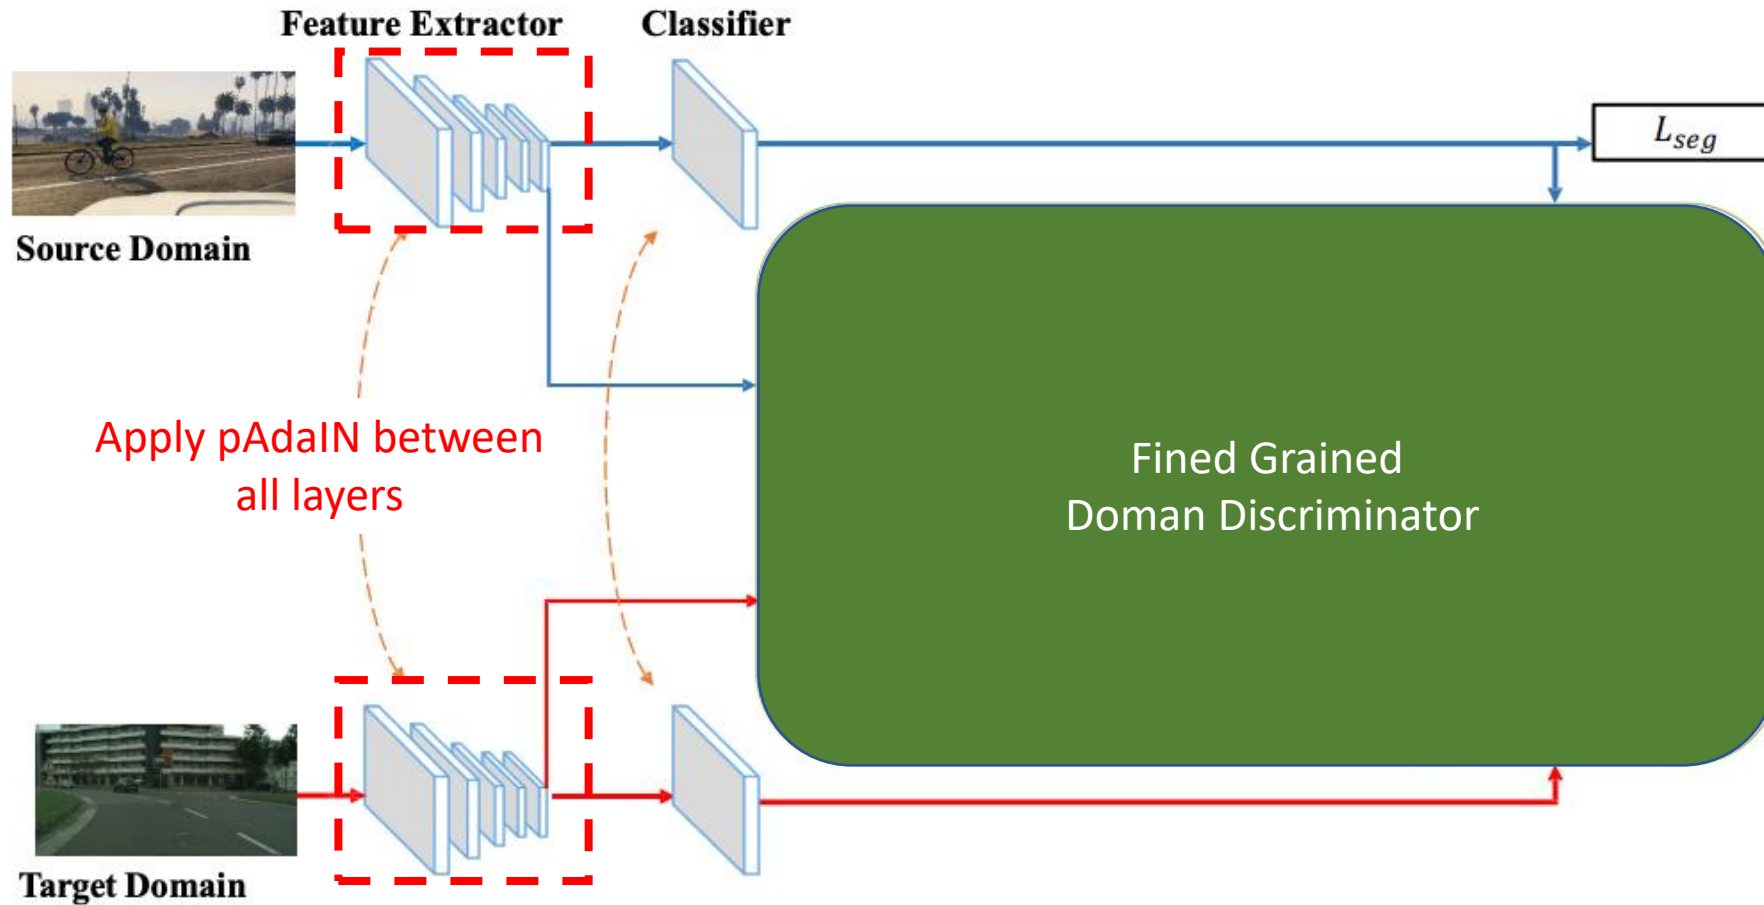 Feature Extractor
Classifier
L_seg
Source Domain
Apply pAdaIN between
all layers
Fined Grained
Doman Discriminator
Target Domain